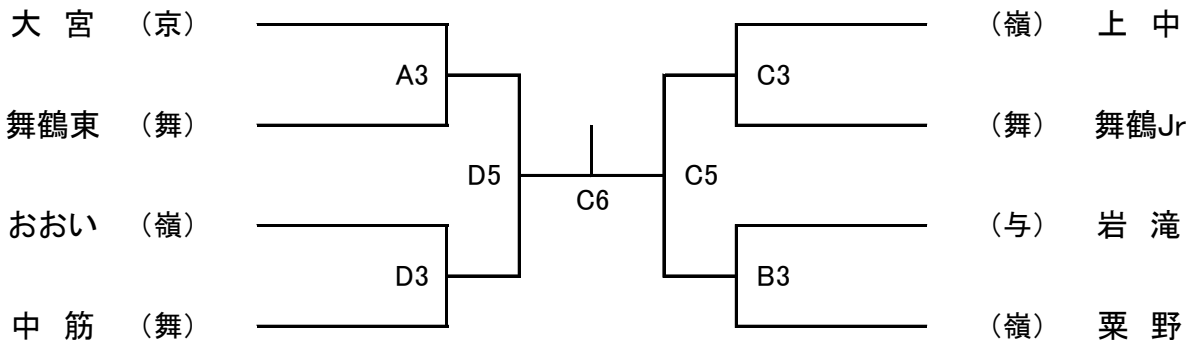 大 宮 （京） （嶺） 上 中
A3 C3
舞鶴東 （舞） （舞） 舞鶴Jr
D5 C5
C6
おおい （嶺） （与） 岩 滝
D3 B3
中 筋 （舞） （嶺） 粟 野